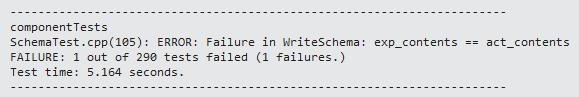 ------------------------------------------------------------------------
componentTests
SchemaTest.cpp(105): ERROR: Failure in WriteSchema: exp_contents == act_contents
FAILURE: 1 out of 290 tests failed (1 failures.)
Test time: 5.164 seconds.
------------------------------------------------------------------------